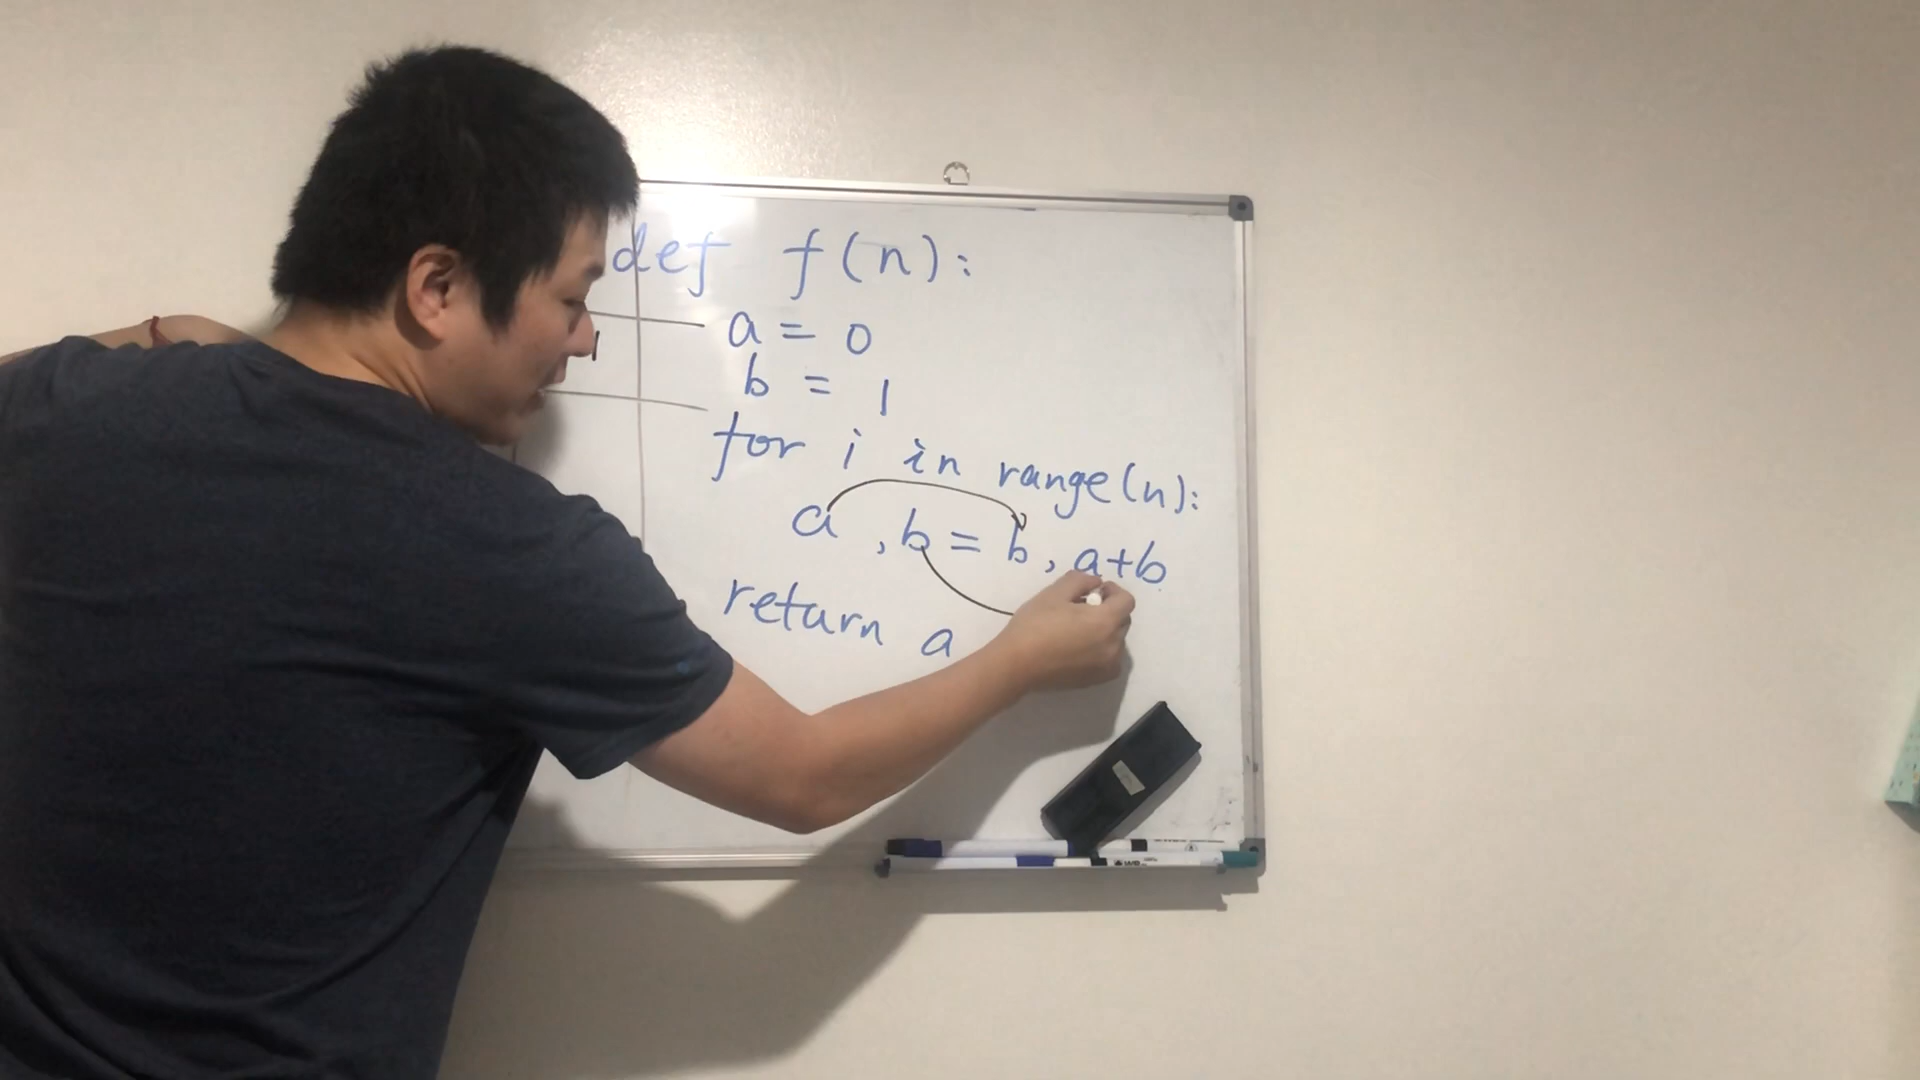 def f(n):
a = 0
b = 1
for i in range(n):
a , b = b , a+b
return a